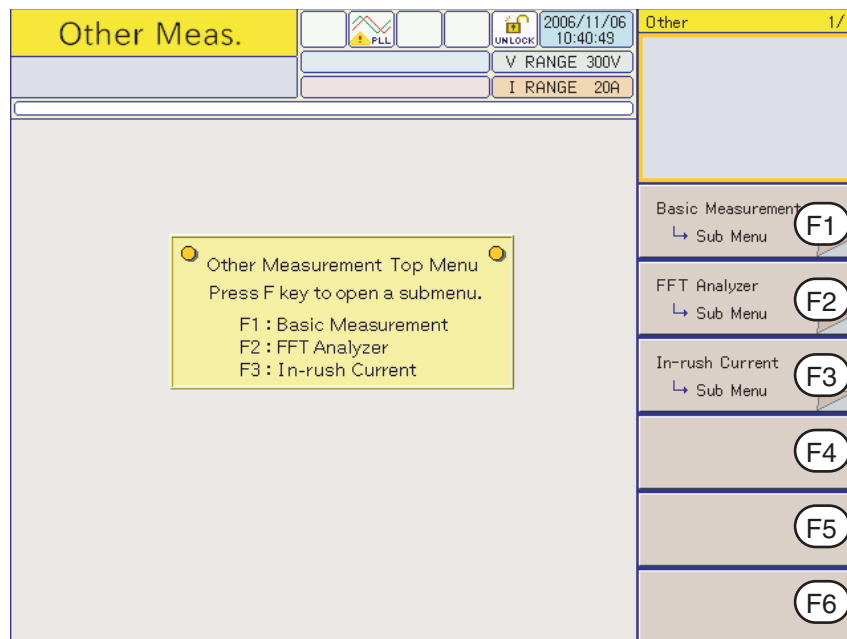 Other Meas.
PLL
UNLOCK
2006/11/06
10:40:49
V RANGE 300V
I RANGE 20A
Other 1/
Other Measurement Top Menu
Press F key to open a submenu.
F1 : Basic Measurement
F2 : FFT Analyzer
F3 : In-rush Current
Basic Measurement
Sub Menu
F1
FFT Analyzer
Sub Menu
F2
In-rush Current
Sub Menu
F3
F4
F5
F6